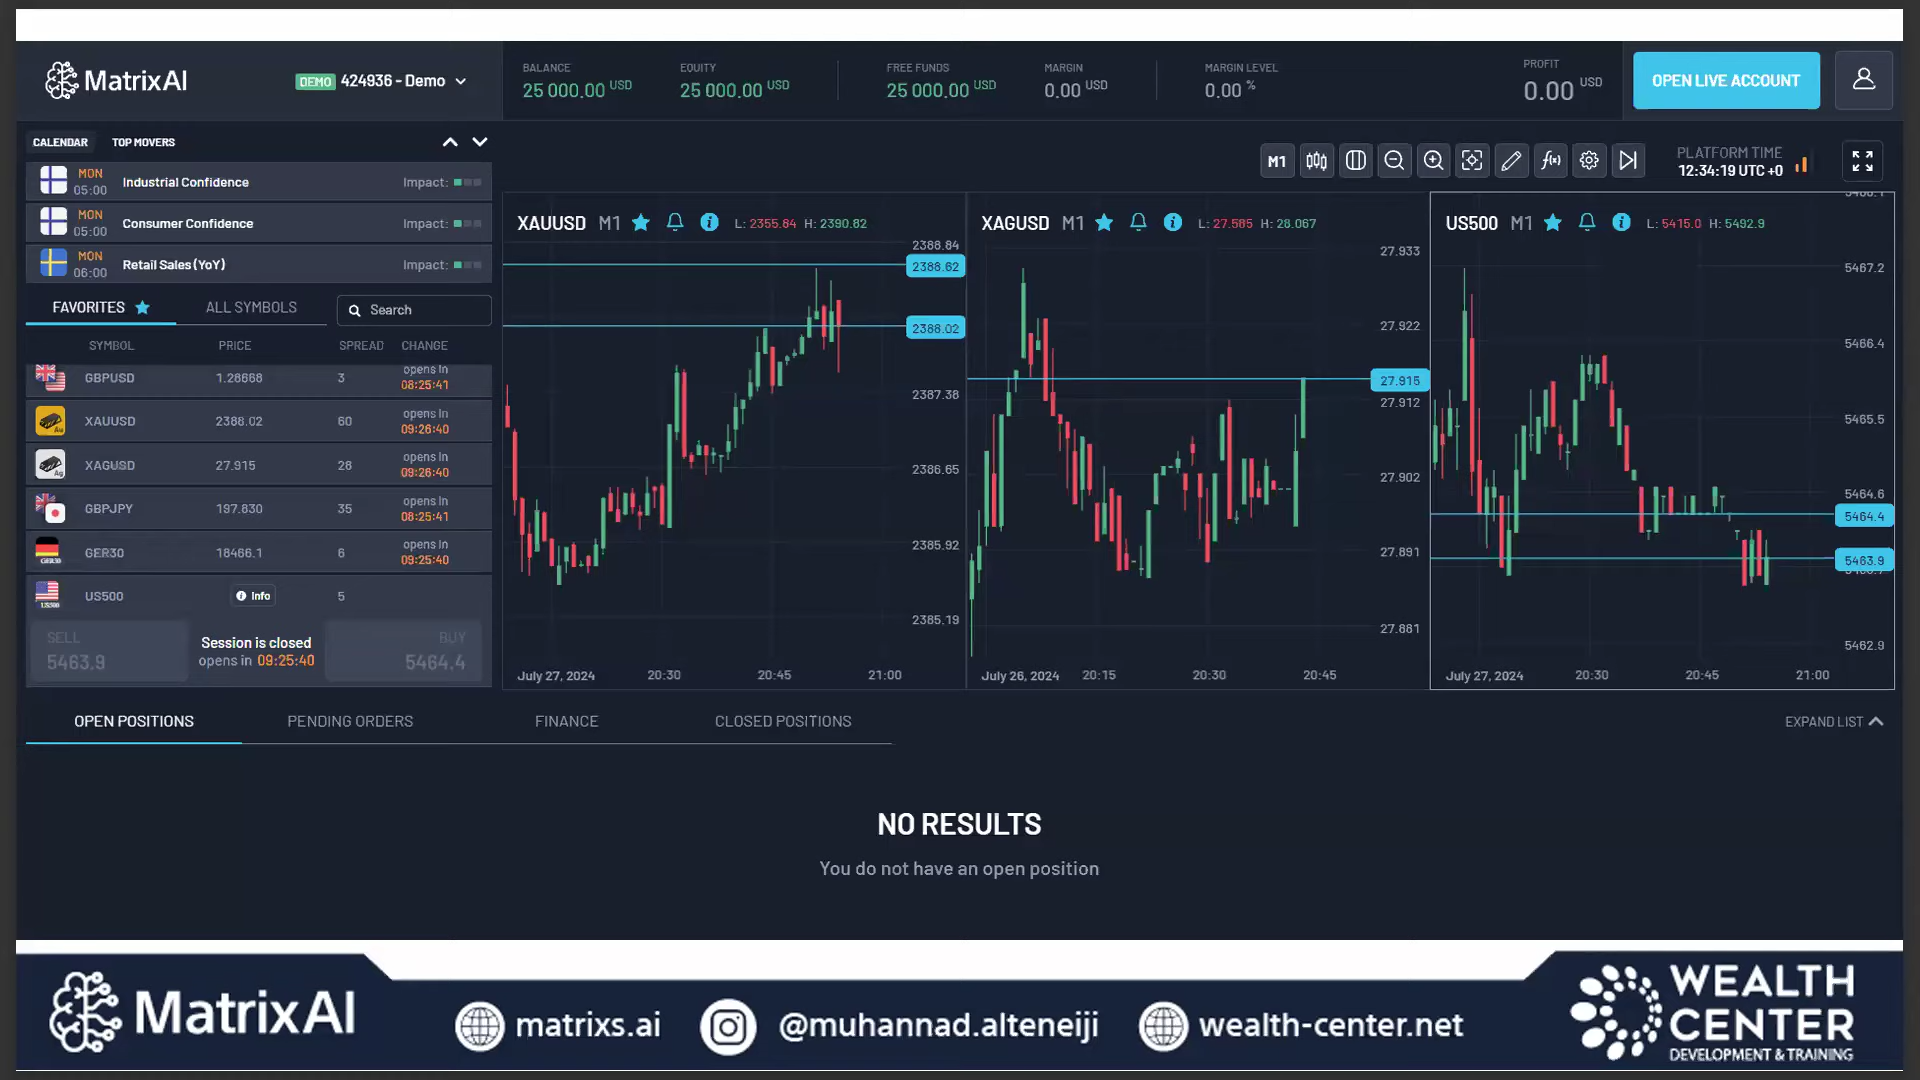 MatrixAI
DEMO 424936 - Demo
BALANCE
25 000.00 USD
EQUITY
25 000.00 USD
FREE FUNDS
25 000.00 USD
MARGIN
0.00 USD
MARGIN LEVEL
0.00 %
PROFIT
0.00 USD
OPEN LIVE ACCOUNT
CALENDAR TOP MOVERS
MON
05:00 Industrial Confidence Impact:
MON
05:00 Consumer Confidence Impact:
MON
06:00 Retail Sales (YoY) Impact:
M1
f(x)
PLATFORM TIME
12:34:19 UTC +0
FAVORITES ALL SYMBOLS Search
SYMBOL PRICE SPREAD CHANGE
GBPUSD 1.28668 3 opens in 08:25:41
XAUUSD 2388.02 60 opens in 09:26:40
XAGUSD 27.915 28 opens in 09:26:40
GBPJPY 197.830 35 opens in 08:25:41
GER30 18466.1 6 opens in 09:25:40
US500 Info 5
SELL
5463.9
Session is closed
opens in 09:25:40
BUY
5464.4
XAUUSD M1 L: 2355.84 H: 2390.82
2388.84
2388.62
2388.02
2387.38
2386.65
2385.92
2385.19
July 27, 2024 20:30 20:45 21:00
XAGUSD M1 L: 27.585 H: 28.067
27.933
27.922
27.915
27.912
27.902
27.891
27.881
July 26, 2024 20:15 20:30 20:45
US500 M1 L: 5415.0 H: 5492.9
5467.2
5466.4
5465.5
5464.6
5464.4
5463.9
5462.9
July 27, 2024 20:30 20:45 21:00
OPEN POSITIONS PENDING ORDERS FINANCE CLOSED POSITIONS EXPAND LIST
NO RESULTS
You do not have an open position
MatrixAI
matrixs.ai
@muhannad.alteneiji
wealth-center.net
WEALTH
CENTER
DEVELOPMENT & TRAINING